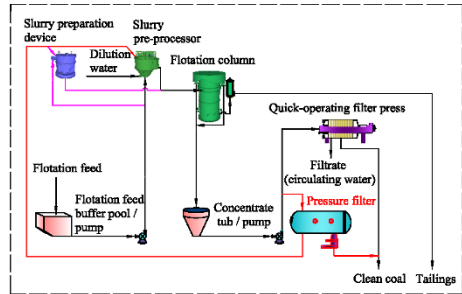 Slurry preparation
device
Slurry
pre-processor
Dilution
water
Flotation column
Quick-operating filter press
Filtrate
(circulating water)
Flotation feed
Flotation feed
buffer pool /
pump
Concentrate
tub / pump
Pressure filter
Clean coal
Tailings